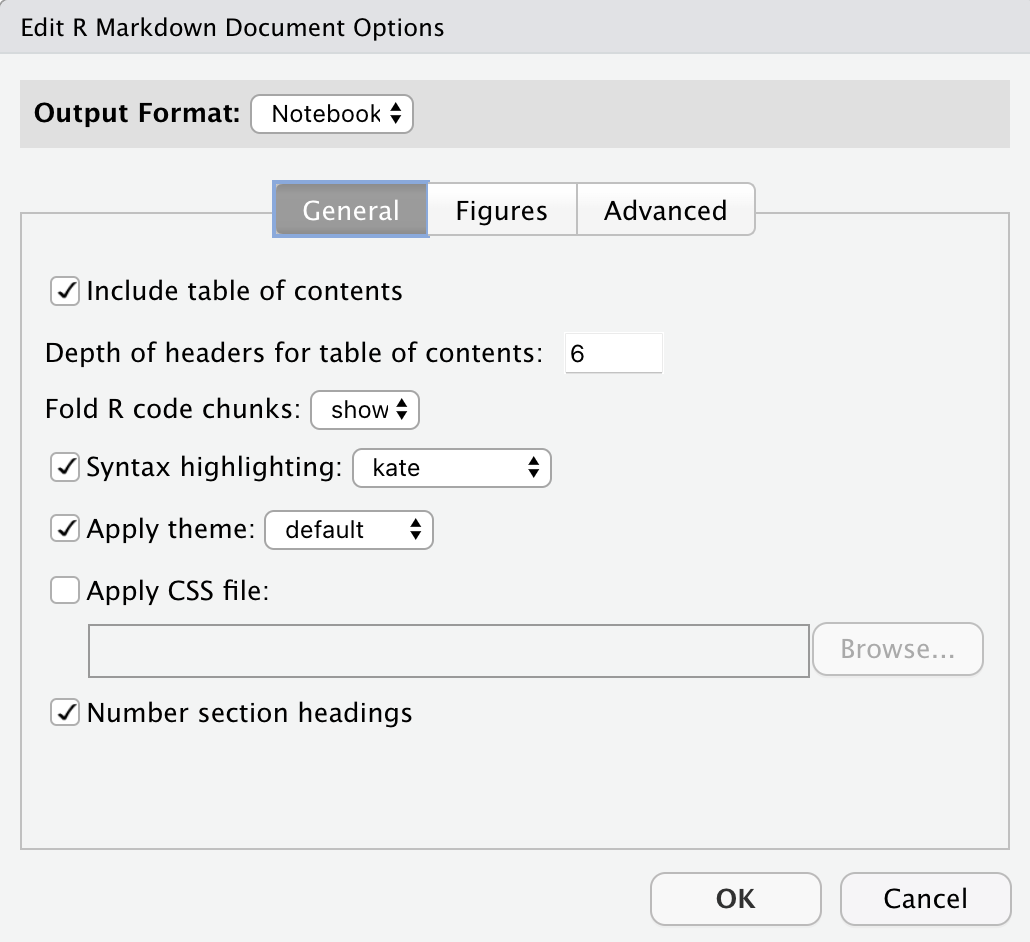 Edit R Markdown Document Options
Output Format: Notebook
General Figures Advanced
Include table of contents
Depth of headers for table of contents: 6
Fold R code chunks: show
Syntax highlighting: kate
Apply theme: default
Apply CSS file:
Browse...
Number section headings
OK Cancel